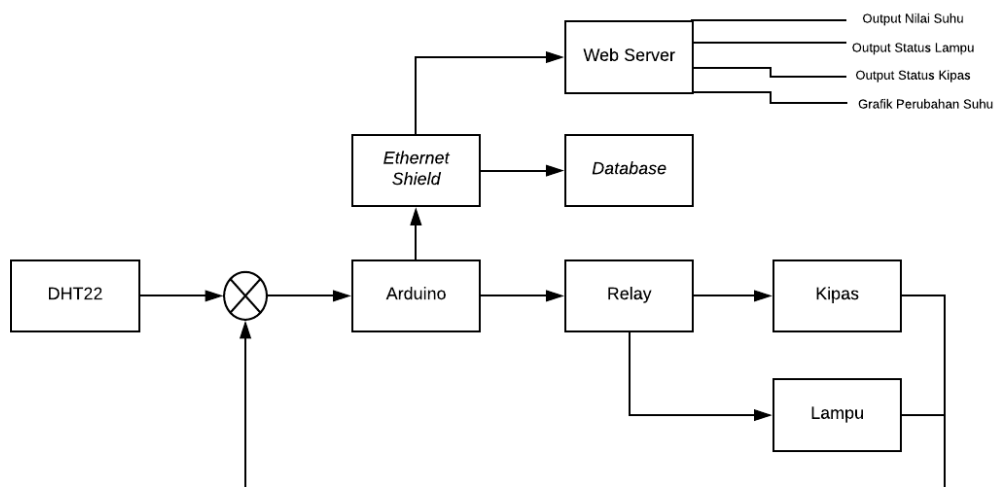 Output Nilai Suhu
Web Server
Output Status Lampu
Output Status Kipas
Grafik Perubahan Suhu
Ethernet
Shield
Database
DHT22
Arduino
Relay
Kipas
Lampu